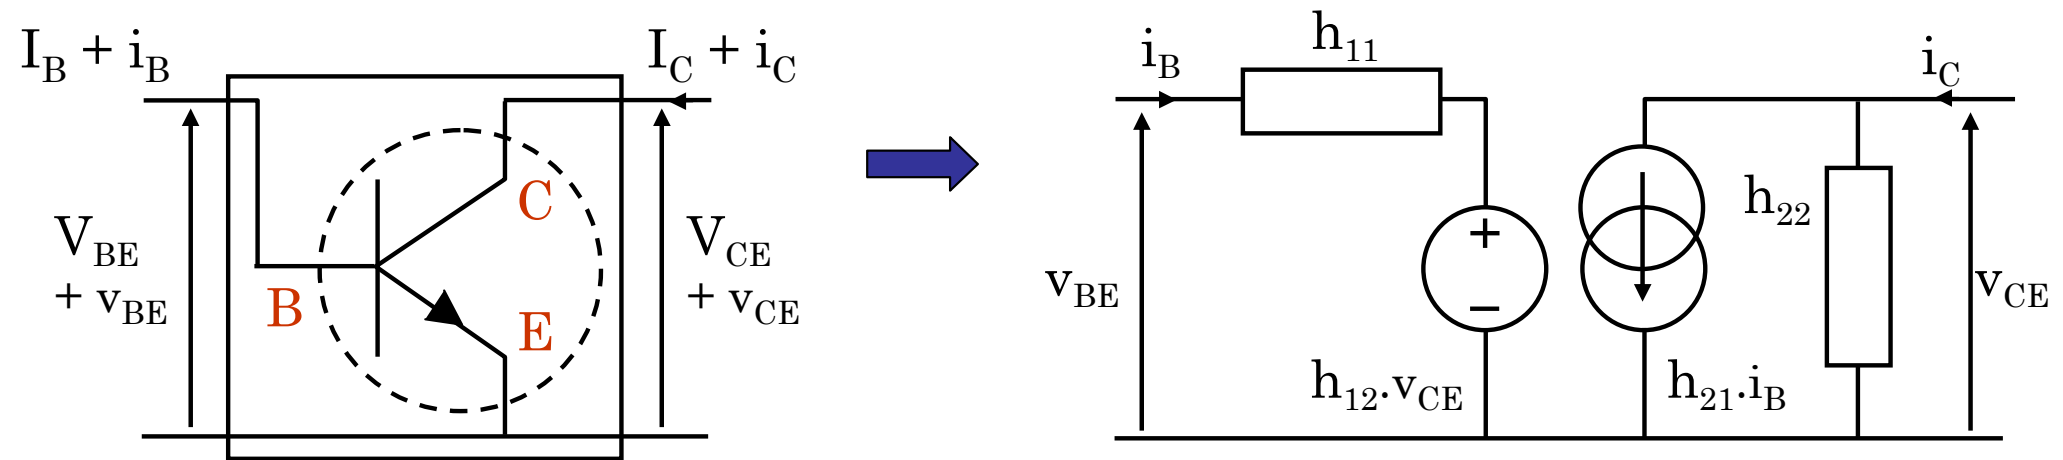 I_B + i_B
I_C + i_C
V_BE
+ v_BE
B
C
E
V_CE
+ v_CE
i_B
h_11
i_C
v_BE
+
−
h_12.v_CE
h_21.i_B
h_22
v_CE